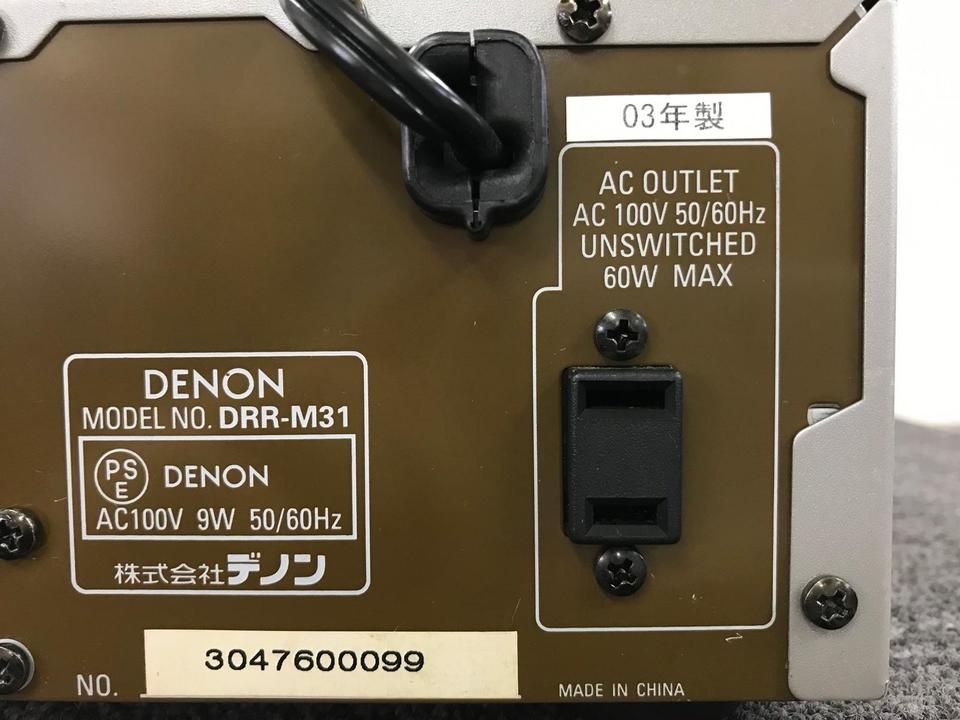 03年製
AC OUTLET
AC 100V 50/60Hz
UNSWITCHED
60W MAX
DENON
MODEL NO. DRR-M31
PS
E
DENON
AC100V 9W 50/60Hz
株式会社デノン
NO. 3047600099
MADE IN CHINA